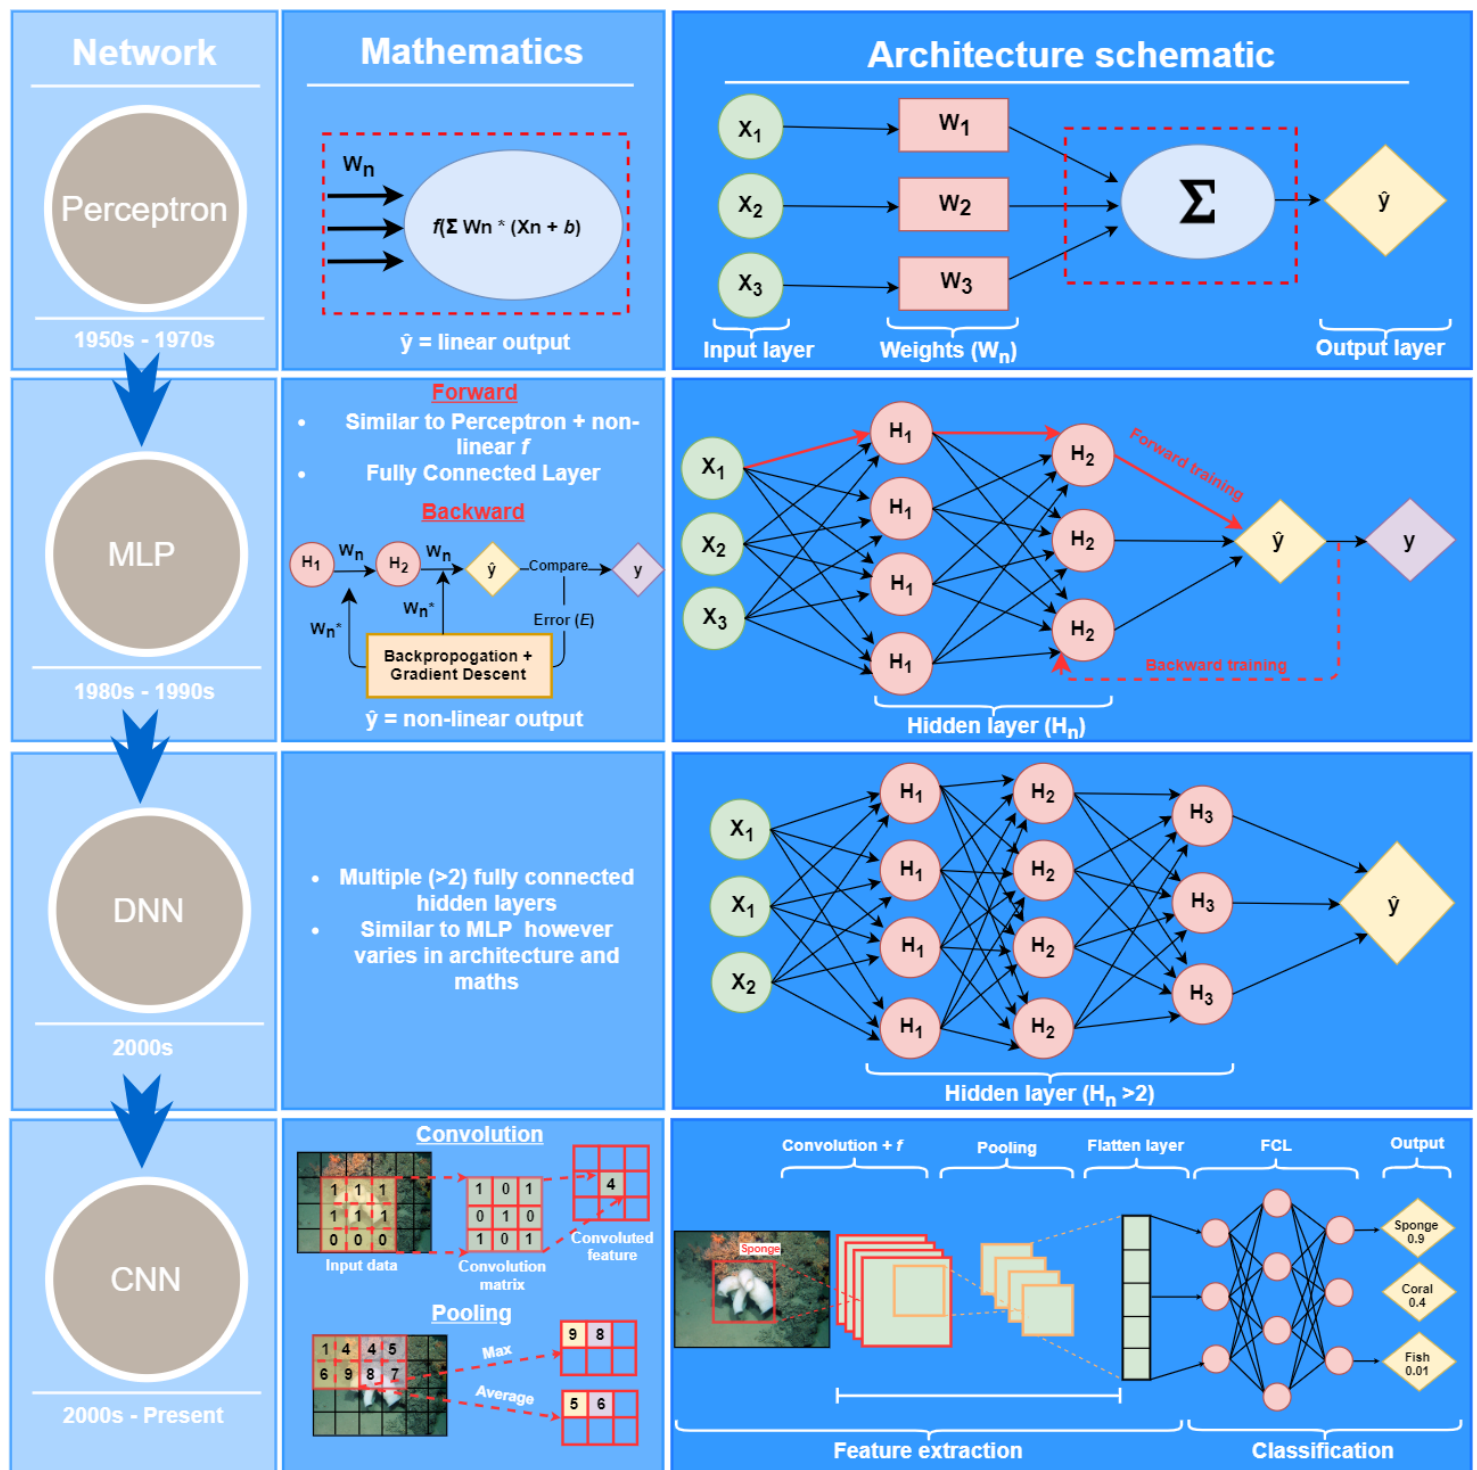 Network
Mathematics
Architecture schematic
Perceptron
1950s - 1970s
Wn
f(Σ Wn * (Xn + b)
ŷ = linear output
X1
X2
X3
W1
W2
W3
Σ
ŷ
Input layer
Weights (Wn)
Output layer
MLP
1980s - 1990s
Forward
• Similar to Perceptron + non-
linear f
• Fully Connected Layer
Backward
H1
Wn
H2
Wn
ŷ
Compare
y
Wn*
Wn*
Error (E)
Backpropogation +
Gradient Descent
ŷ = non-linear output
X1
X2
X3
H1
H1
H1
H1
H2
H2
H2
Forward training
ŷ
y
Backward training
Hidden layer (Hn)
DNN
2000s
• Multiple (>2) fully connected
hidden layers
• Similar to MLP however
varies in architecture and
maths
X1
X1
X2
H1
H1
H1
H1
H2
H2
H2
H2
H3
H3
H3
ŷ
Hidden layer (Hn >2)
CNN
2000s - Present
Convolution
1 1 1
1 1 1
0 0 0
Input data
1 0 1
0 1 0
1 0 1
Convolution
matrix
4
Convoluted
feature
Pooling
1 4 4 5
6 9 8 7
Max
9 8
Average
5 6
Convolution + f
Pooling
Flatten layer
FCL
Output
Sponge
Sponge
0.9
Coral
0.4
Fish
0.01
Feature extraction
Classification